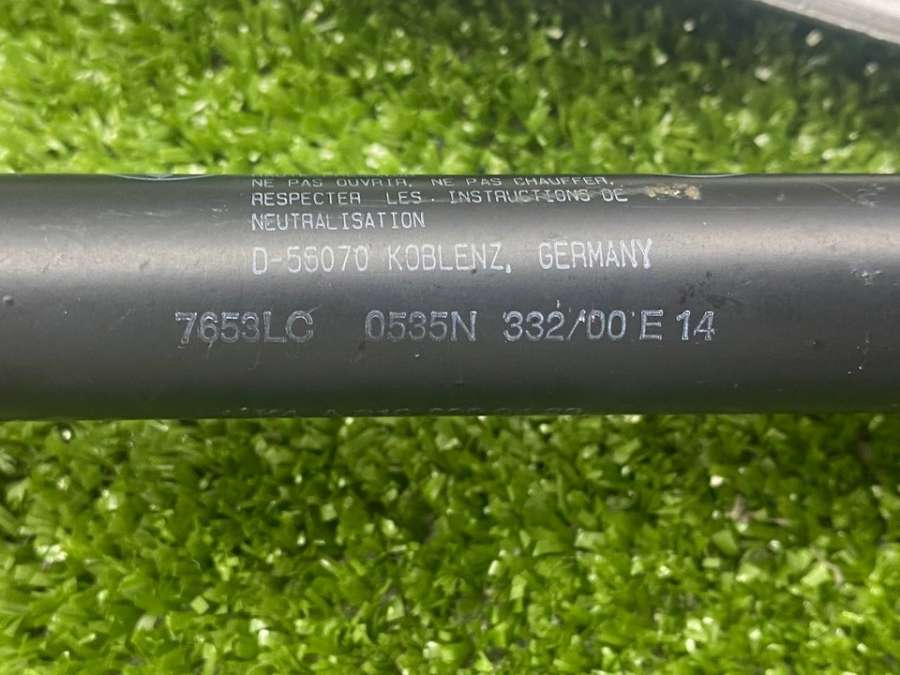 NE PAS OUVRIR. NE PAS CHAUFFER.
RESPECTER LES INSTRUCTIONS DE
NEUTRALISATION
D-56070 KOBLENZ, GERMANY
7653LC 0535N 332/00 E 14